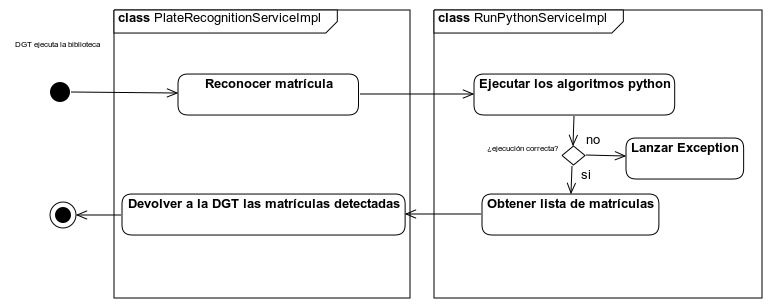 class PlateRecognitionServiceImpl
class RunPythonServiceImpl
DGT ejecuta la biblioteca
Reconocer matrícula
Ejecutar los algoritmos python
¿ejecución correcta?
no
Lanzar Exception
si
Devolver a la DGT las matrículas detectadas
Obtener lista de matrículas